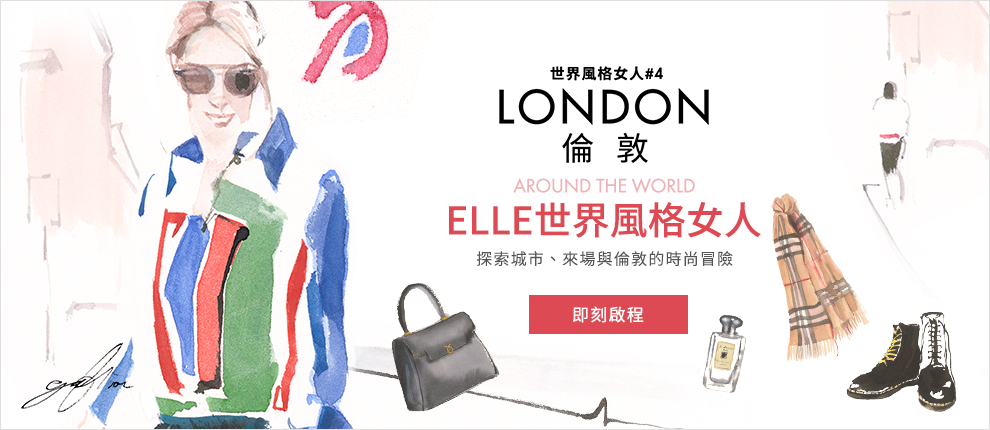 世界風格女人#4
LONDON
倫敦
AROUND THE WORLD
ELLE世界風格女人
探索城市、來場與倫敦的時尚冒險
即刻啟程